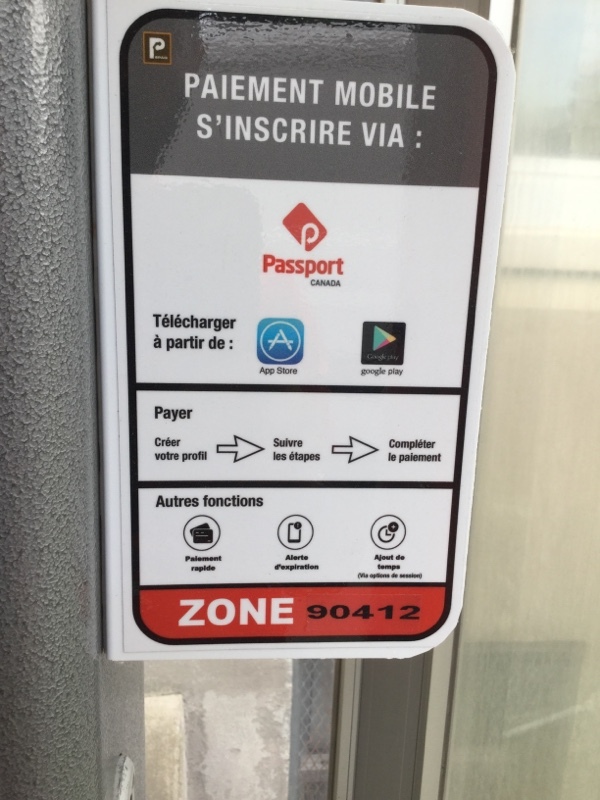 P
PAIEMENT MOBILE
S'INSCRIRE VIA :
Passport
CANADA
Télécharger
à partir de :
Google play
App Store
google play
Payer
Créer
votre profil
Suivre
les étapes
Compléter
le paiement
Autres fonctions
Paiement
rapide
Alerte
d'expiration
Ajout de
temps
(Via options de session)
ZONE 90412